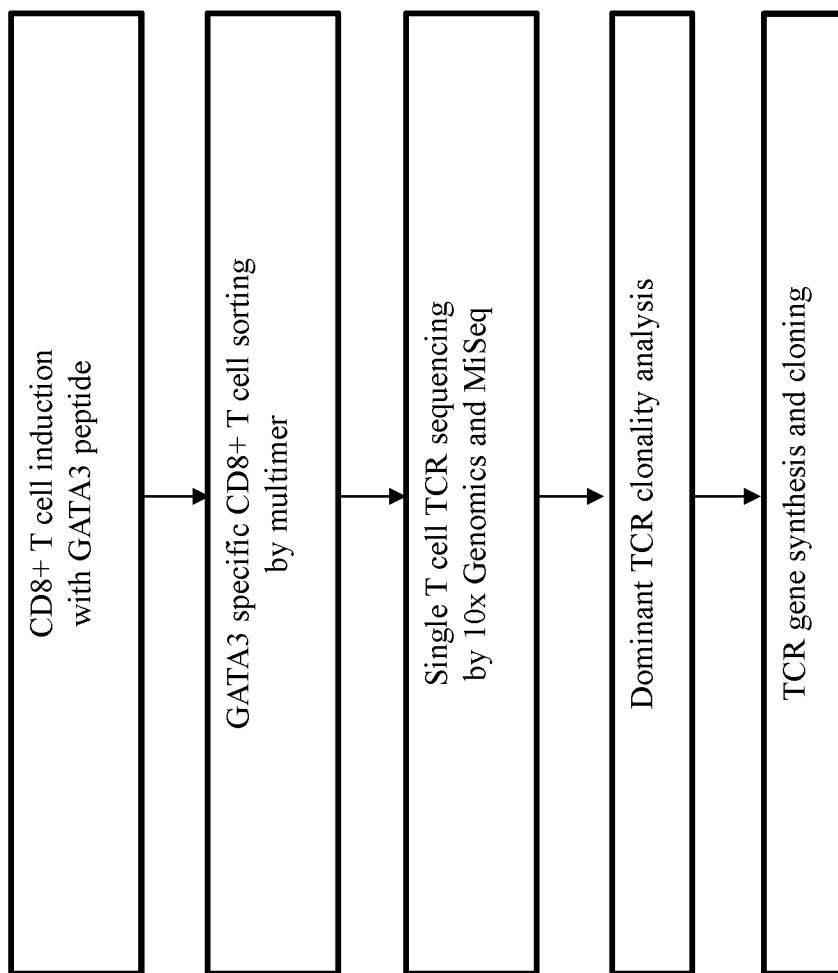 CD8+ T cell induction
with GATA3 peptide
GATA3 specific CD8+ T cell sorting
by multimer
Single T cell TCR sequencing
by 10x Genomics and MiSeq
Dominant TCR clonality analysis
TCR gene synthesis and cloning